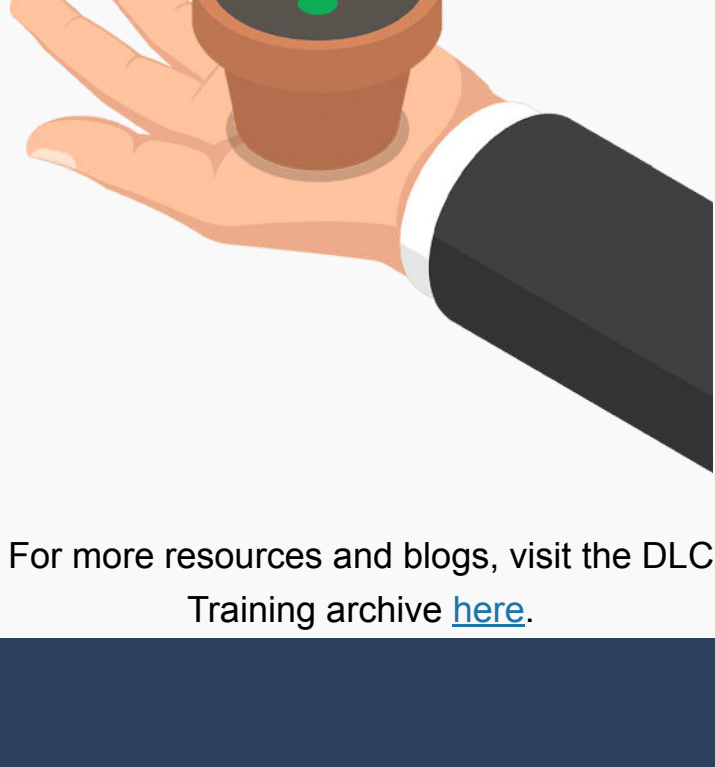 For more resources and blogs, visit the DLC
Training archive here.